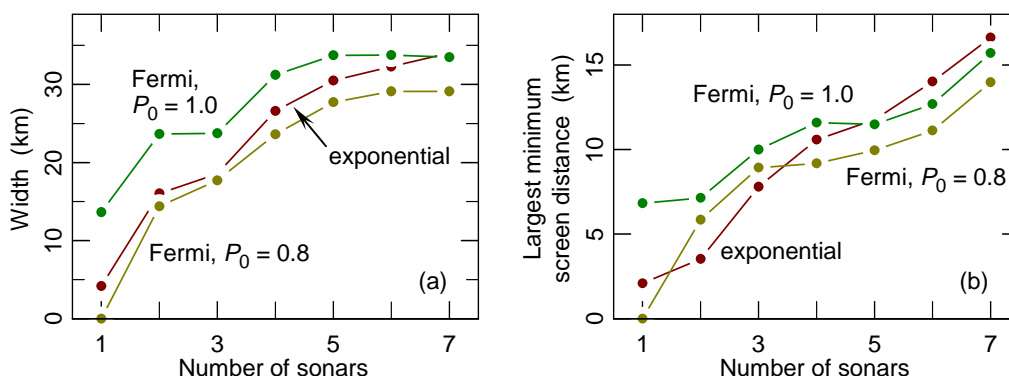 Width (km)
0
10
20
30
Fermi,
P0 = 1.0
exponential
Fermi, P0 = 0.8
(a)
1
3
5
7
Number of sonars
Largest minimum
screen distance (km)
0
5
10
15
Fermi, P0 = 1.0
Fermi, P0 = 0.8
exponential
(b)
1
3
5
7
Number of sonars